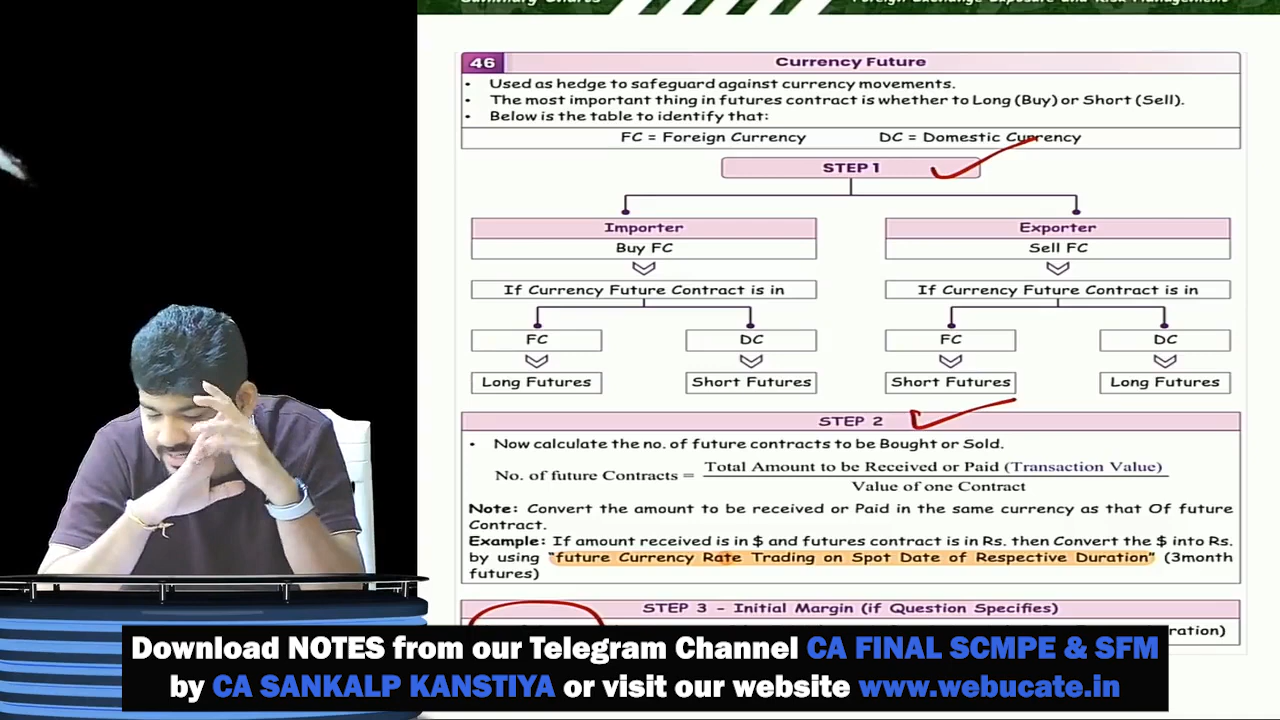 Summary Charts
Foreign Exchange Exposure and Risk Management
46
Currency Future
• Used as hedge to safeguard against currency movements.
• The most important thing in futures contract is whether to Long (Buy) or Short (Sell).
• Below is the table to identify that:
FC = Foreign Currency DC = Domestic Currency
STEP 1
Importer
Exporter
Buy FC
Sell FC
If Currency Future Contract is in
If Currency Future Contract is in
FC
DC
FC
DC
Long Futures
Short Futures
Short Futures
Long Futures
STEP 2
• Now calculate the no. of future contracts to be Bought or Sold.
No. of future Contracts = Total Amount to be Received or Paid (Transaction Value)
Value of one Contract
Note: Convert the amount to be received or Paid in the same currency as that Of future
Contract.
Example: If amount received is in $ and futures contract is in Rs. then Convert the $ into Rs.
by using "future Currency Rate Trading on Spot Date of Respective Duration" (3month
futures)
STEP 3 - Initial Margin (if Question Specifies)
Download NOTES from our Telegram Channel CA FINAL SCMPE & SFM
by CA SANKALP KANSTIYA or visit our website www.webucate.in